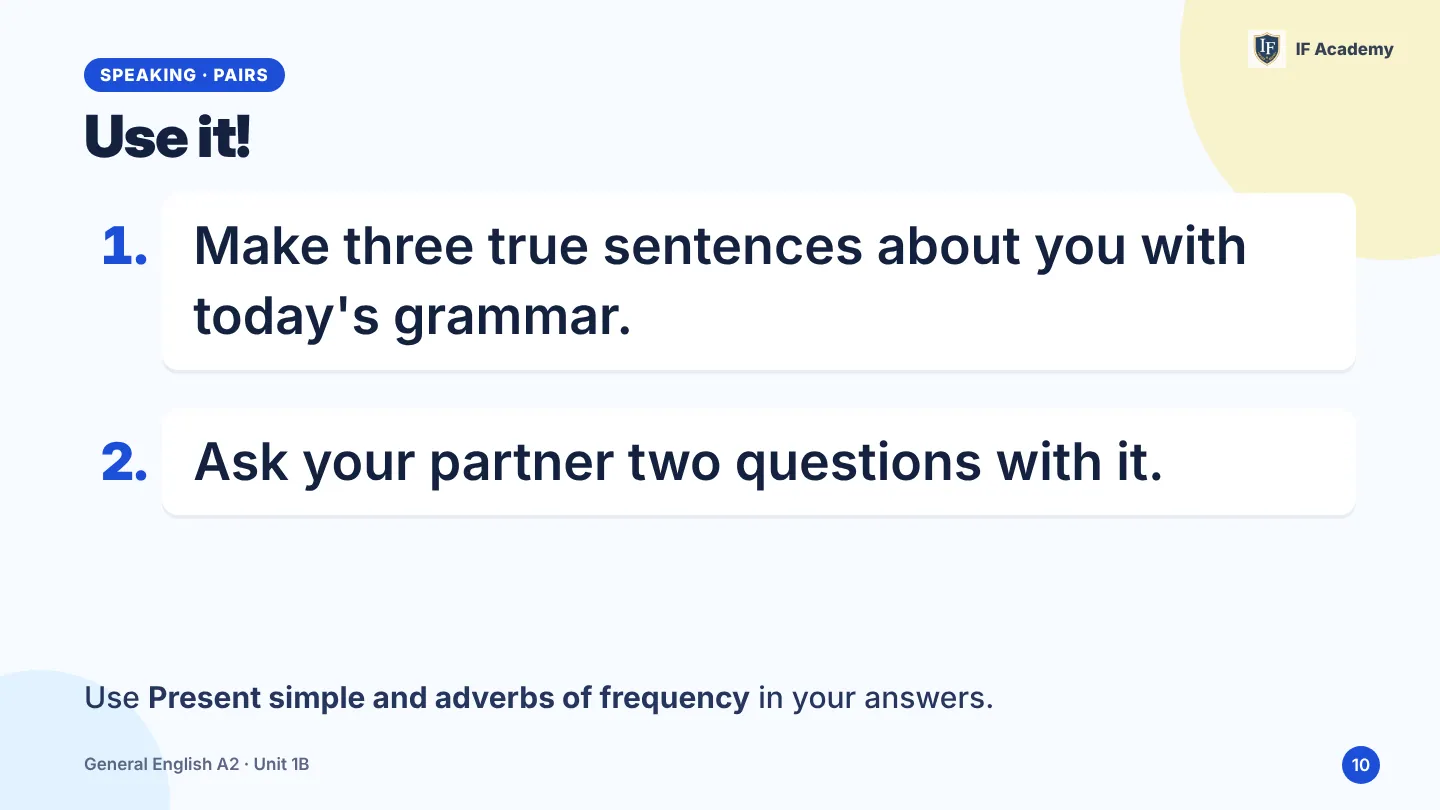 IF
IF Academy
SPEAKING · PAIRS
Use it!
1. Make three true sentences about you with
today's grammar.
2. Ask your partner two questions with it.
Use Present simple and adverbs of frequency in your answers.
General English A2 · Unit 1B
10